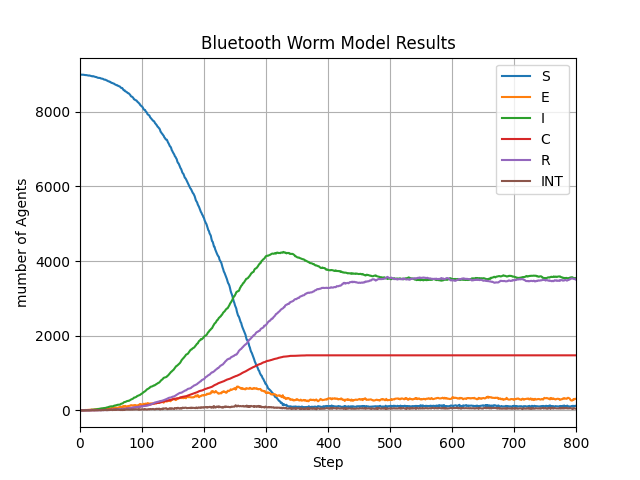 Bluetooth Worm Model Results
mumber of Agents
8000
6000
4000
2000
0
0 100 200 300 400 500 600 700 800
Step
S
E
I
C
R
INT